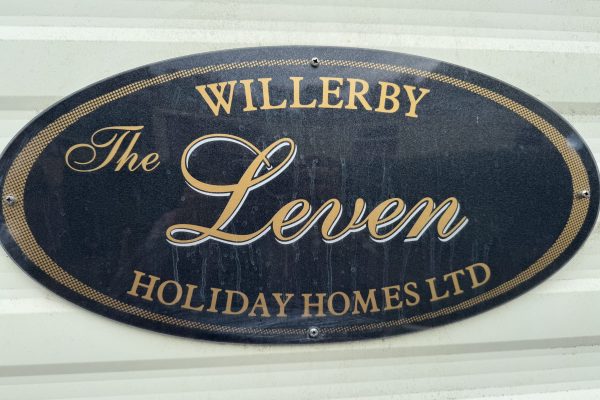 WILLERBY
The Leven
HOLIDAY HOMES LTD